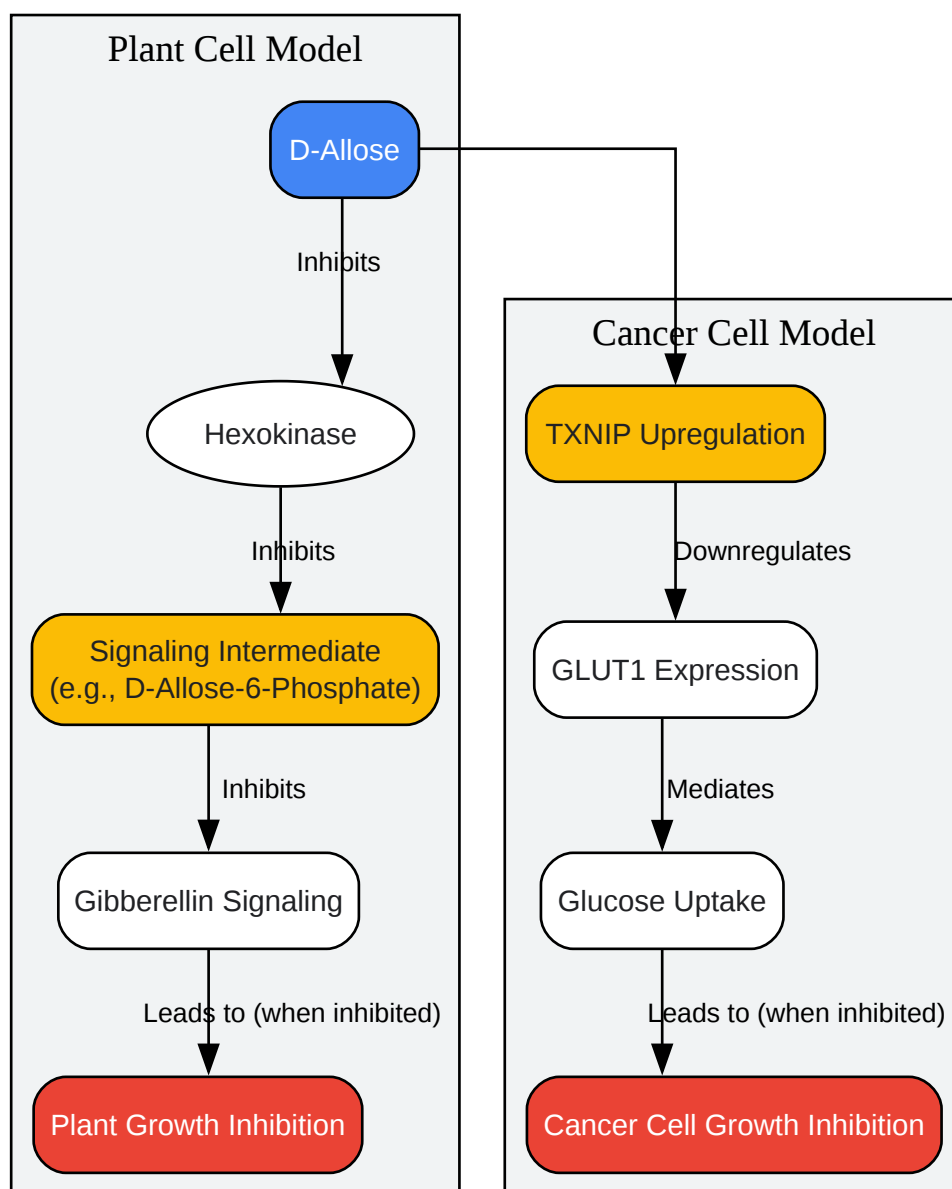 Plant Cell Model
D-Allose
Inhibits
Hexokinase
Inhibits
Signaling Intermediate
(e.g., D-Allose-6-Phosphate)
Inhibits
Gibberellin Signaling
Leads to (when inhibited)
Plant Growth Inhibition
Cancer Cell Model
TXNIP Upregulation
Downregulates
GLUT1 Expression
Mediates
Glucose Uptake
Leads to (when inhibited)
Cancer Cell Growth Inhibition